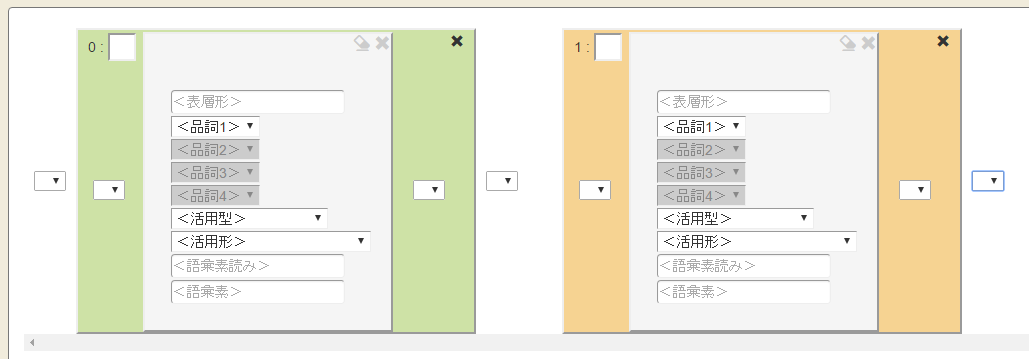 0 :
<表層形>
<品詞1>
<品詞2>
<品詞3>
<品詞4>
<活用型>
<活用形>
<語彙素読み>
<語彙素>
1 :
<表層形>
<品詞1>
<品詞2>
<品詞3>
<品詞4>
<活用型>
<活用形>
<語彙素読み>
<語彙素>